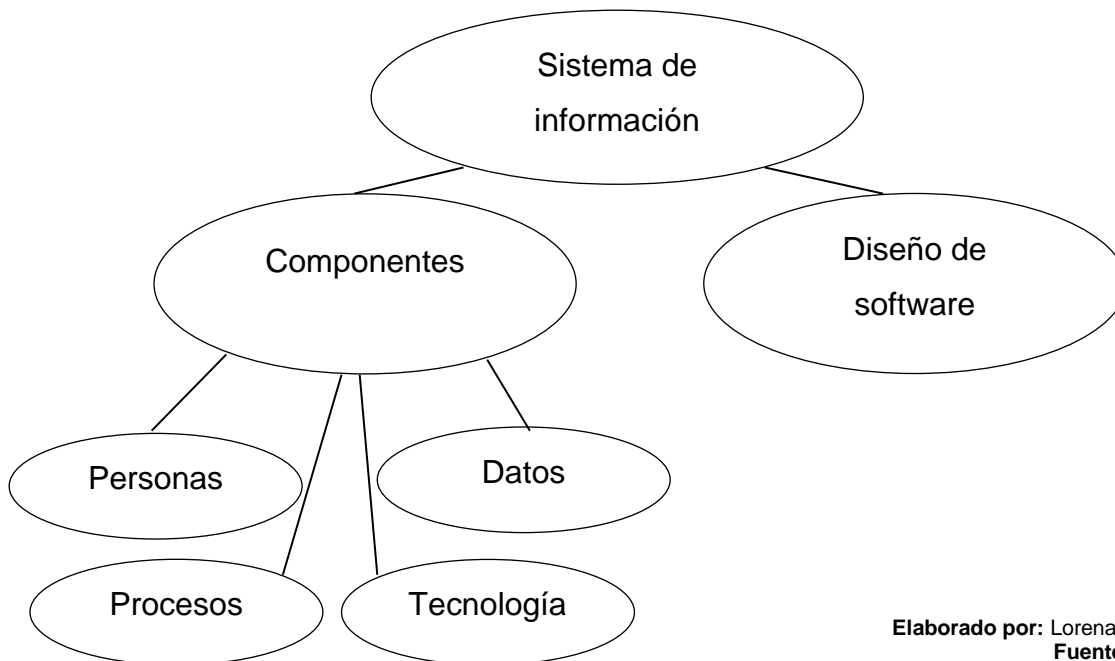 Sistema de
información
Componentes
Diseño de
software
Personas
Datos
Procesos
Tecnología
Elaborado por: Lorena
Fuente